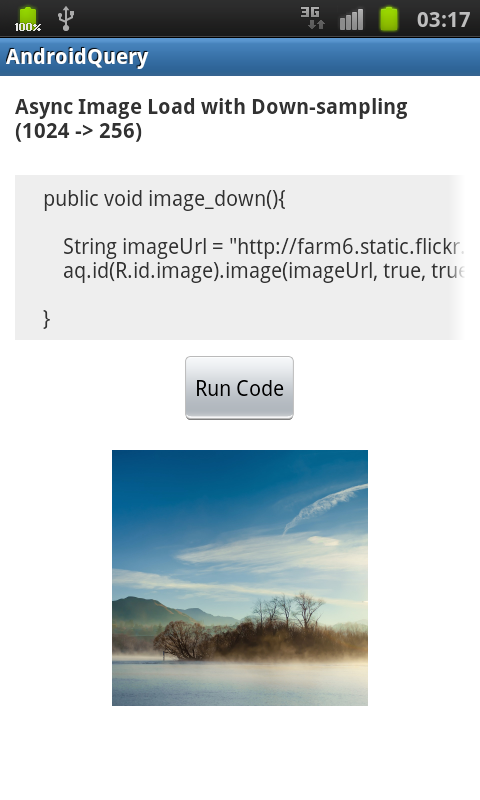 100%
3G
03:17
AndroidQuery
Async Image Load with Down-sampling
(1024 -> 256)
public void image_down(){
String imageUrl = "http://farm6.static.flickr.
aq.id(R.id.image).image(imageUrl, true, true
}
Run Code